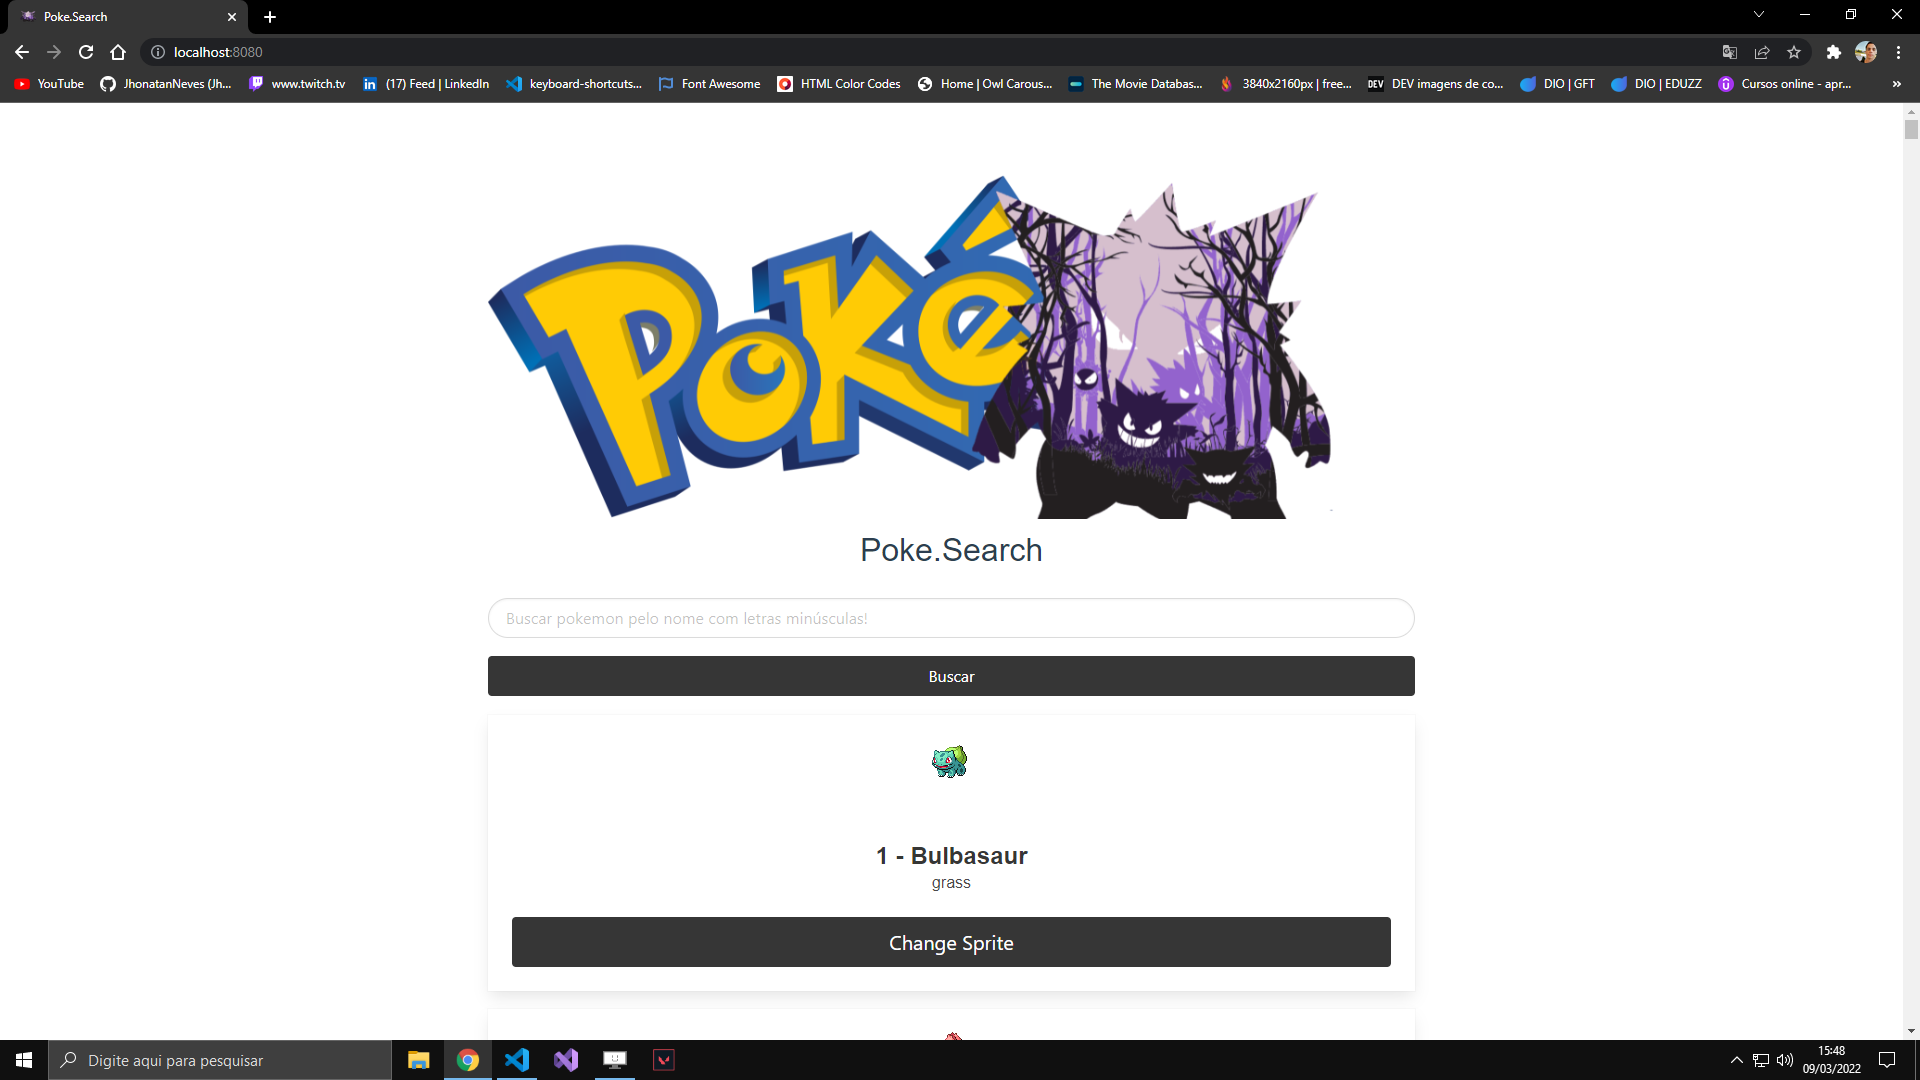 Poke.Search
localhost:8080
YouTube
JhonatanNeves (Jh...
www.twitch.tv
(17) Feed | LinkedIn
keyboard-shortcuts...
Font Awesome
HTML Color Codes
Home | Owl Carous...
The Movie Databas...
3840x2160px | free...
DEV
DEV imagens de co...
DIO | GFT
DIO | EDUZZ
Cursos online - apr...
»
Poké
Poke.Search
Buscar pokemon pelo nome com letras minúsculas!
Buscar
1 - Bulbasaur
grass
Change Sprite
Digite aqui para pesquisar
15:48
09/03/2022